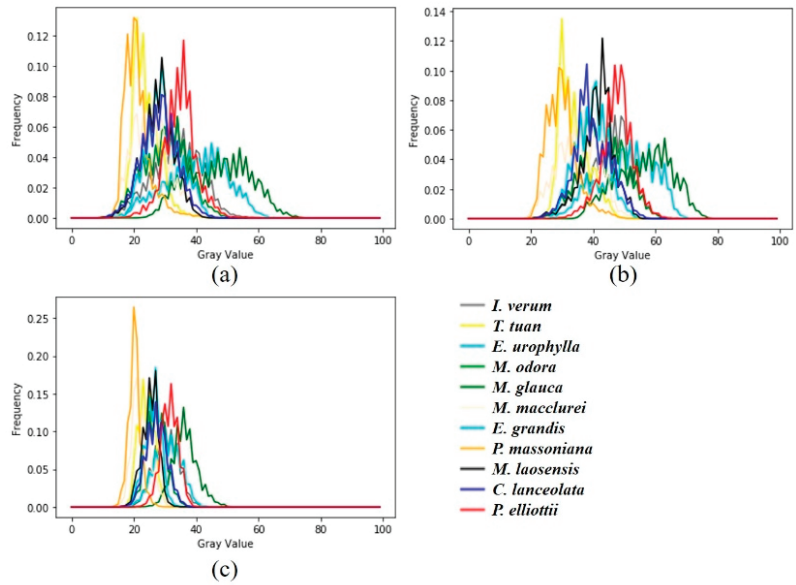 0.12
0.10
0.08
0.06
0.04
0.02
0.00
Frequency
0 20 40 60 80 100
Gray Value
(a)
0.14
0.12
0.10
0.08
0.06
0.04
0.02
0.00
Frequency
0 20 40 60 80 100
Gray Value
(b)
0.25
0.20
0.15
0.10
0.05
0.00
Frequency
0 20 40 60 80 100
Gray Value
(c)
I. verum
T. tuan
E. urophylla
M. odora
M. glauca
M. macclurei
E. grandis
P. massoniana
M. laosensis
C. lanceolata
P. elliottii